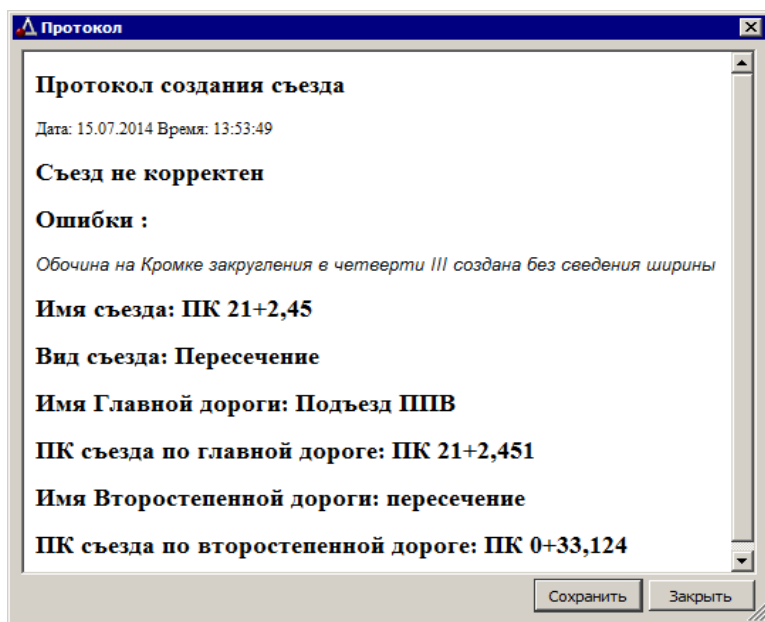 Протокол
Протокол создания съезда
Дата: 15.07.2014 Время: 13:53:49
Съезд не корректен
Ошибки :
Обочина на Кромке закругления в четверти III создана без сведения ширины
Имя съезда: ПК 21+2,45
Вид съезда: Пересечение
Имя Главной дороги: Подъезд ППВ
ПК съезда по главной дороге: ПК 21+2,451
Имя Второстепенной дороги: пересечение
ПК съезда по второстепенной дороге: ПК 0+33,124
Сохранить Закрыть